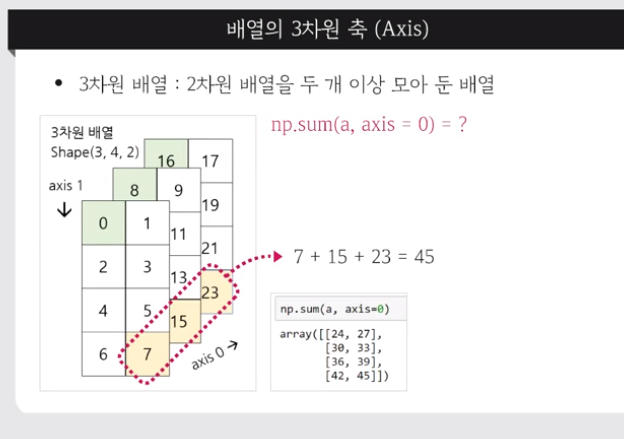 배열의 3차원 축 (Axis)
• 3차원 배열 : 2차원 배열을 두 개 이상 모아 둔 배열
3차원 배열
Shape(3, 4, 2)
axis 1
16 17
8 9
19
0 1
11
21
2 3
13
23
4 5
15
6 7
axis 0
np.sum(a, axis = 0) = ?
7 + 15 + 23 = 45
np.sum(a, axis=0)
array([[24, 27],
[30, 33],
[36, 39],
[42, 45]])